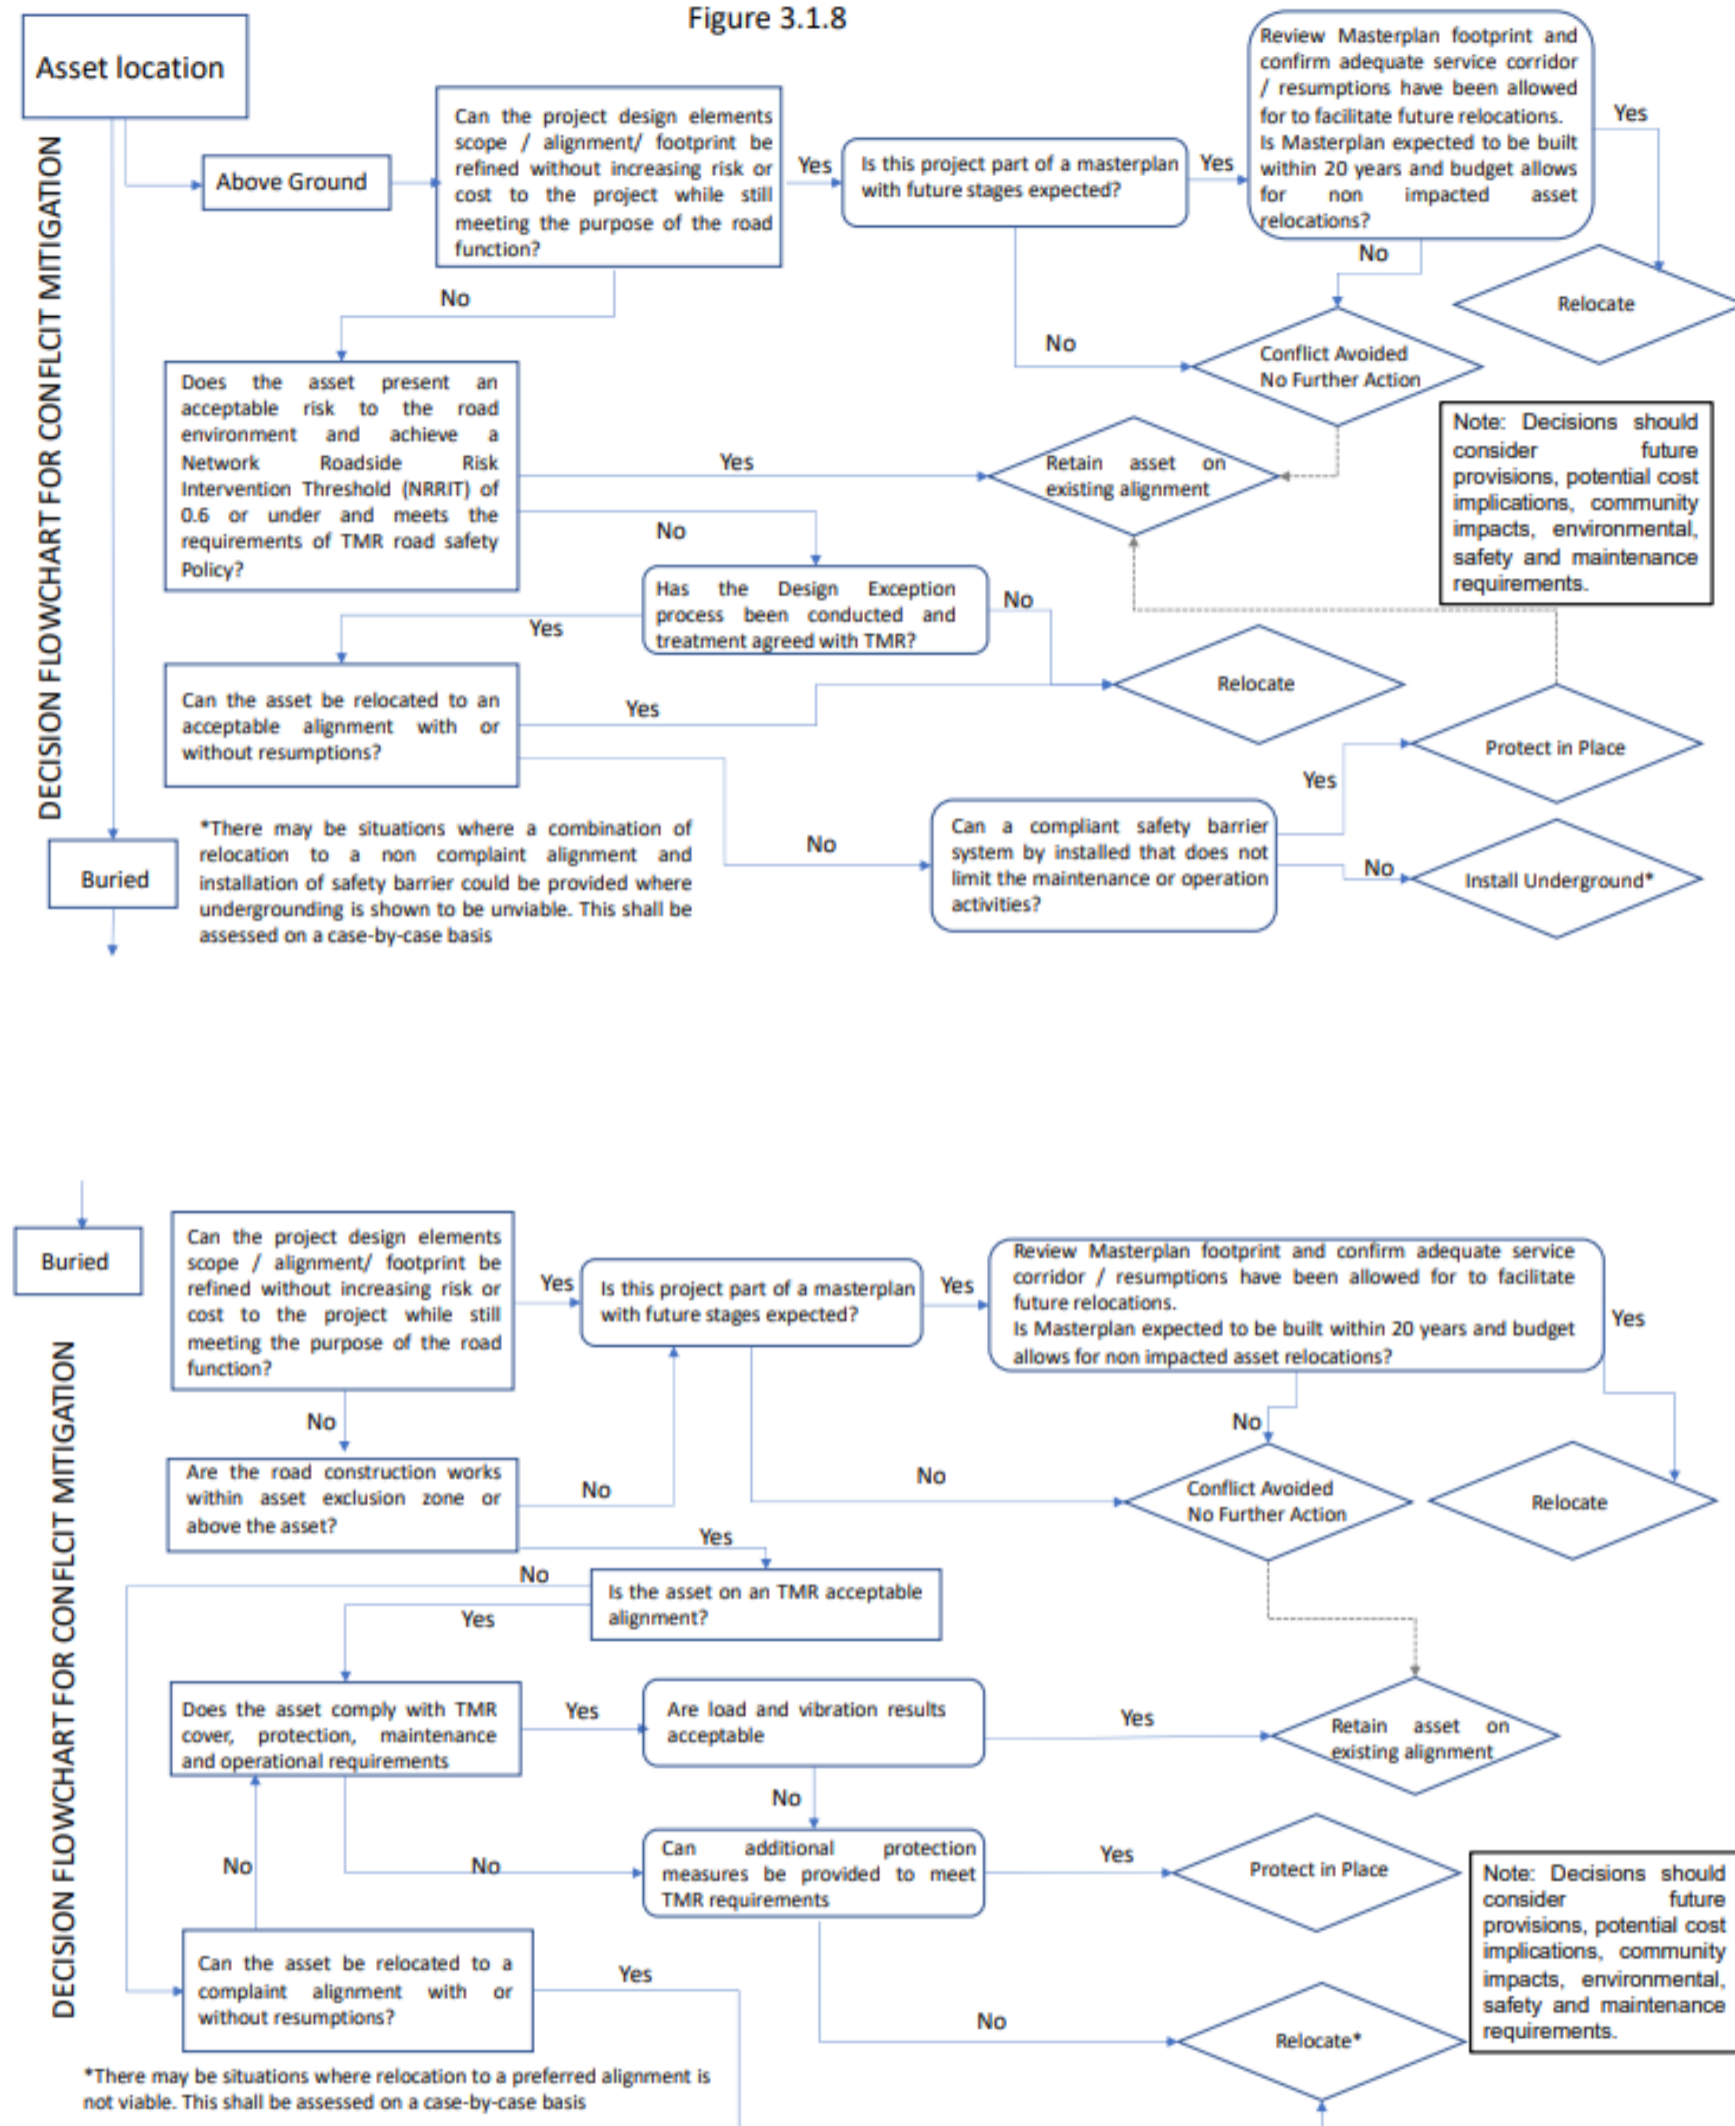 Figure 3.1.8
Asset location
DECISION FLOWCHART FOR CONFLCIT MITIGATION
Above Ground
Can the project design elements
scope / alignment/ footprint be
refined without increasing risk or
cost to the project while still
meeting the purpose of the road
function?
Yes
Is this project part of a masterplan
with future stages expected?
Yes
Review Masterplan footprint and
confirm adequate service corridor
/ resumptions have been allowed
for to facilitate future relocations.
Is Masterplan expected to be built
within 20 years and budget allows
for non impacted asset
relocations?
Yes
No
Relocate
No
No
Conflict Avoided
No Further Action
Does the asset present an
acceptable risk to the road
environment and achieve a
Network Roadside Risk
Intervention Threshold (NRRIT) of
0.6 or under and meets the
requirements of TMR road safety
Policy?
Yes
Retain asset on
existing alignment
Note: Decisions should
consider future
provisions, potential cost
implications, community
impacts, environmental,
safety and maintenance
requirements.
No
Has the Design Exception
process been conducted and
treatment agreed with TMR?
No
Yes
Can the asset be relocated to an
acceptable alignment with or
without resumptions?
Yes
Relocate
Protect in Place
Yes
No
Can a compliant safety barrier
system by installed that does not
limit the maintenance or operation
activities?
No
Install Underground*
Buried
*There may be situations where a combination of
relocation to a non complaint alignment and
installation of safety barrier could be provided where
undergrounding is shown to be unviable. This shall be
assessed on a case-by-case basis
Buried
DECISION FLOWCHART FOR CONFLCIT MITIGATION
Can the project design elements
scope / alignment/ footprint be
refined without increasing risk or
cost to the project while still
meeting the purpose of the road
function?
Yes
Is this project part of a masterplan
with future stages expected?
Yes
Review Masterplan footprint and confirm adequate service
corridor / resumptions have been allowed for to facilitate
future relocations.
Is Masterplan expected to be built within 20 years and budget
allows for non impacted asset relocations?
Yes
No
No
Are the road construction works
within asset exclusion zone or
above the asset?
No
No
Conflict Avoided
No Further Action
Relocate
Yes
No
Is the asset on an TMR acceptable
alignment?
Yes
Does the asset comply with TMR
cover, protection, maintenance
and operational requirements
Yes
Are load and vibration results
acceptable
Yes
Retain asset on
existing alignment
No
No
No
Can additional protection
measures be provided to meet
TMR requirements
Yes
Protect in Place
Note: Decisions should
consider future
provisions, potential cost
implications, community
impacts, environmental,
safety and maintenance
requirements.
Can the asset be relocated to a
complaint alignment with or
without resumptions?
Yes
No
Relocate*
*There may be situations where relocation to a preferred alignment is
not viable. This shall be assessed on a case-by-case basis